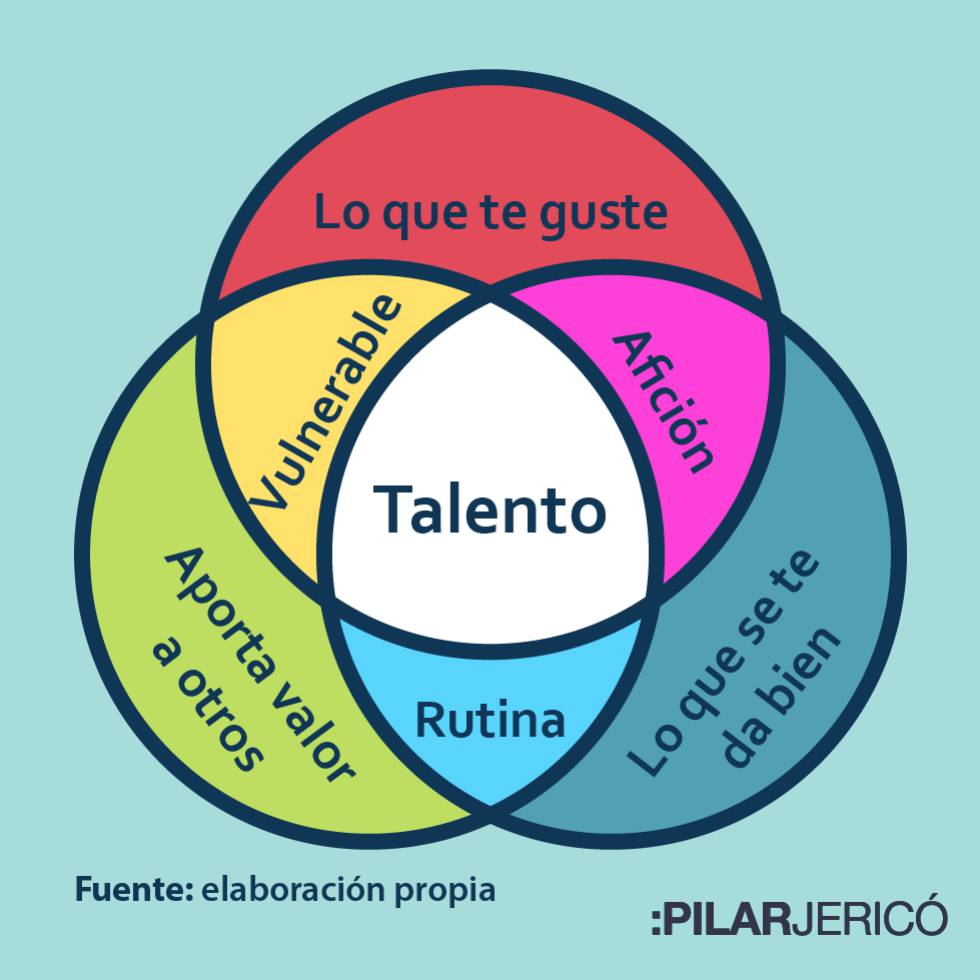 Lo que te guste
Vulnerable
Afición
Talento
Aporta valor
a otros
Lo que se te
da bien
Rutina
Fuente: elaboración propia
:PILARJERICÓ